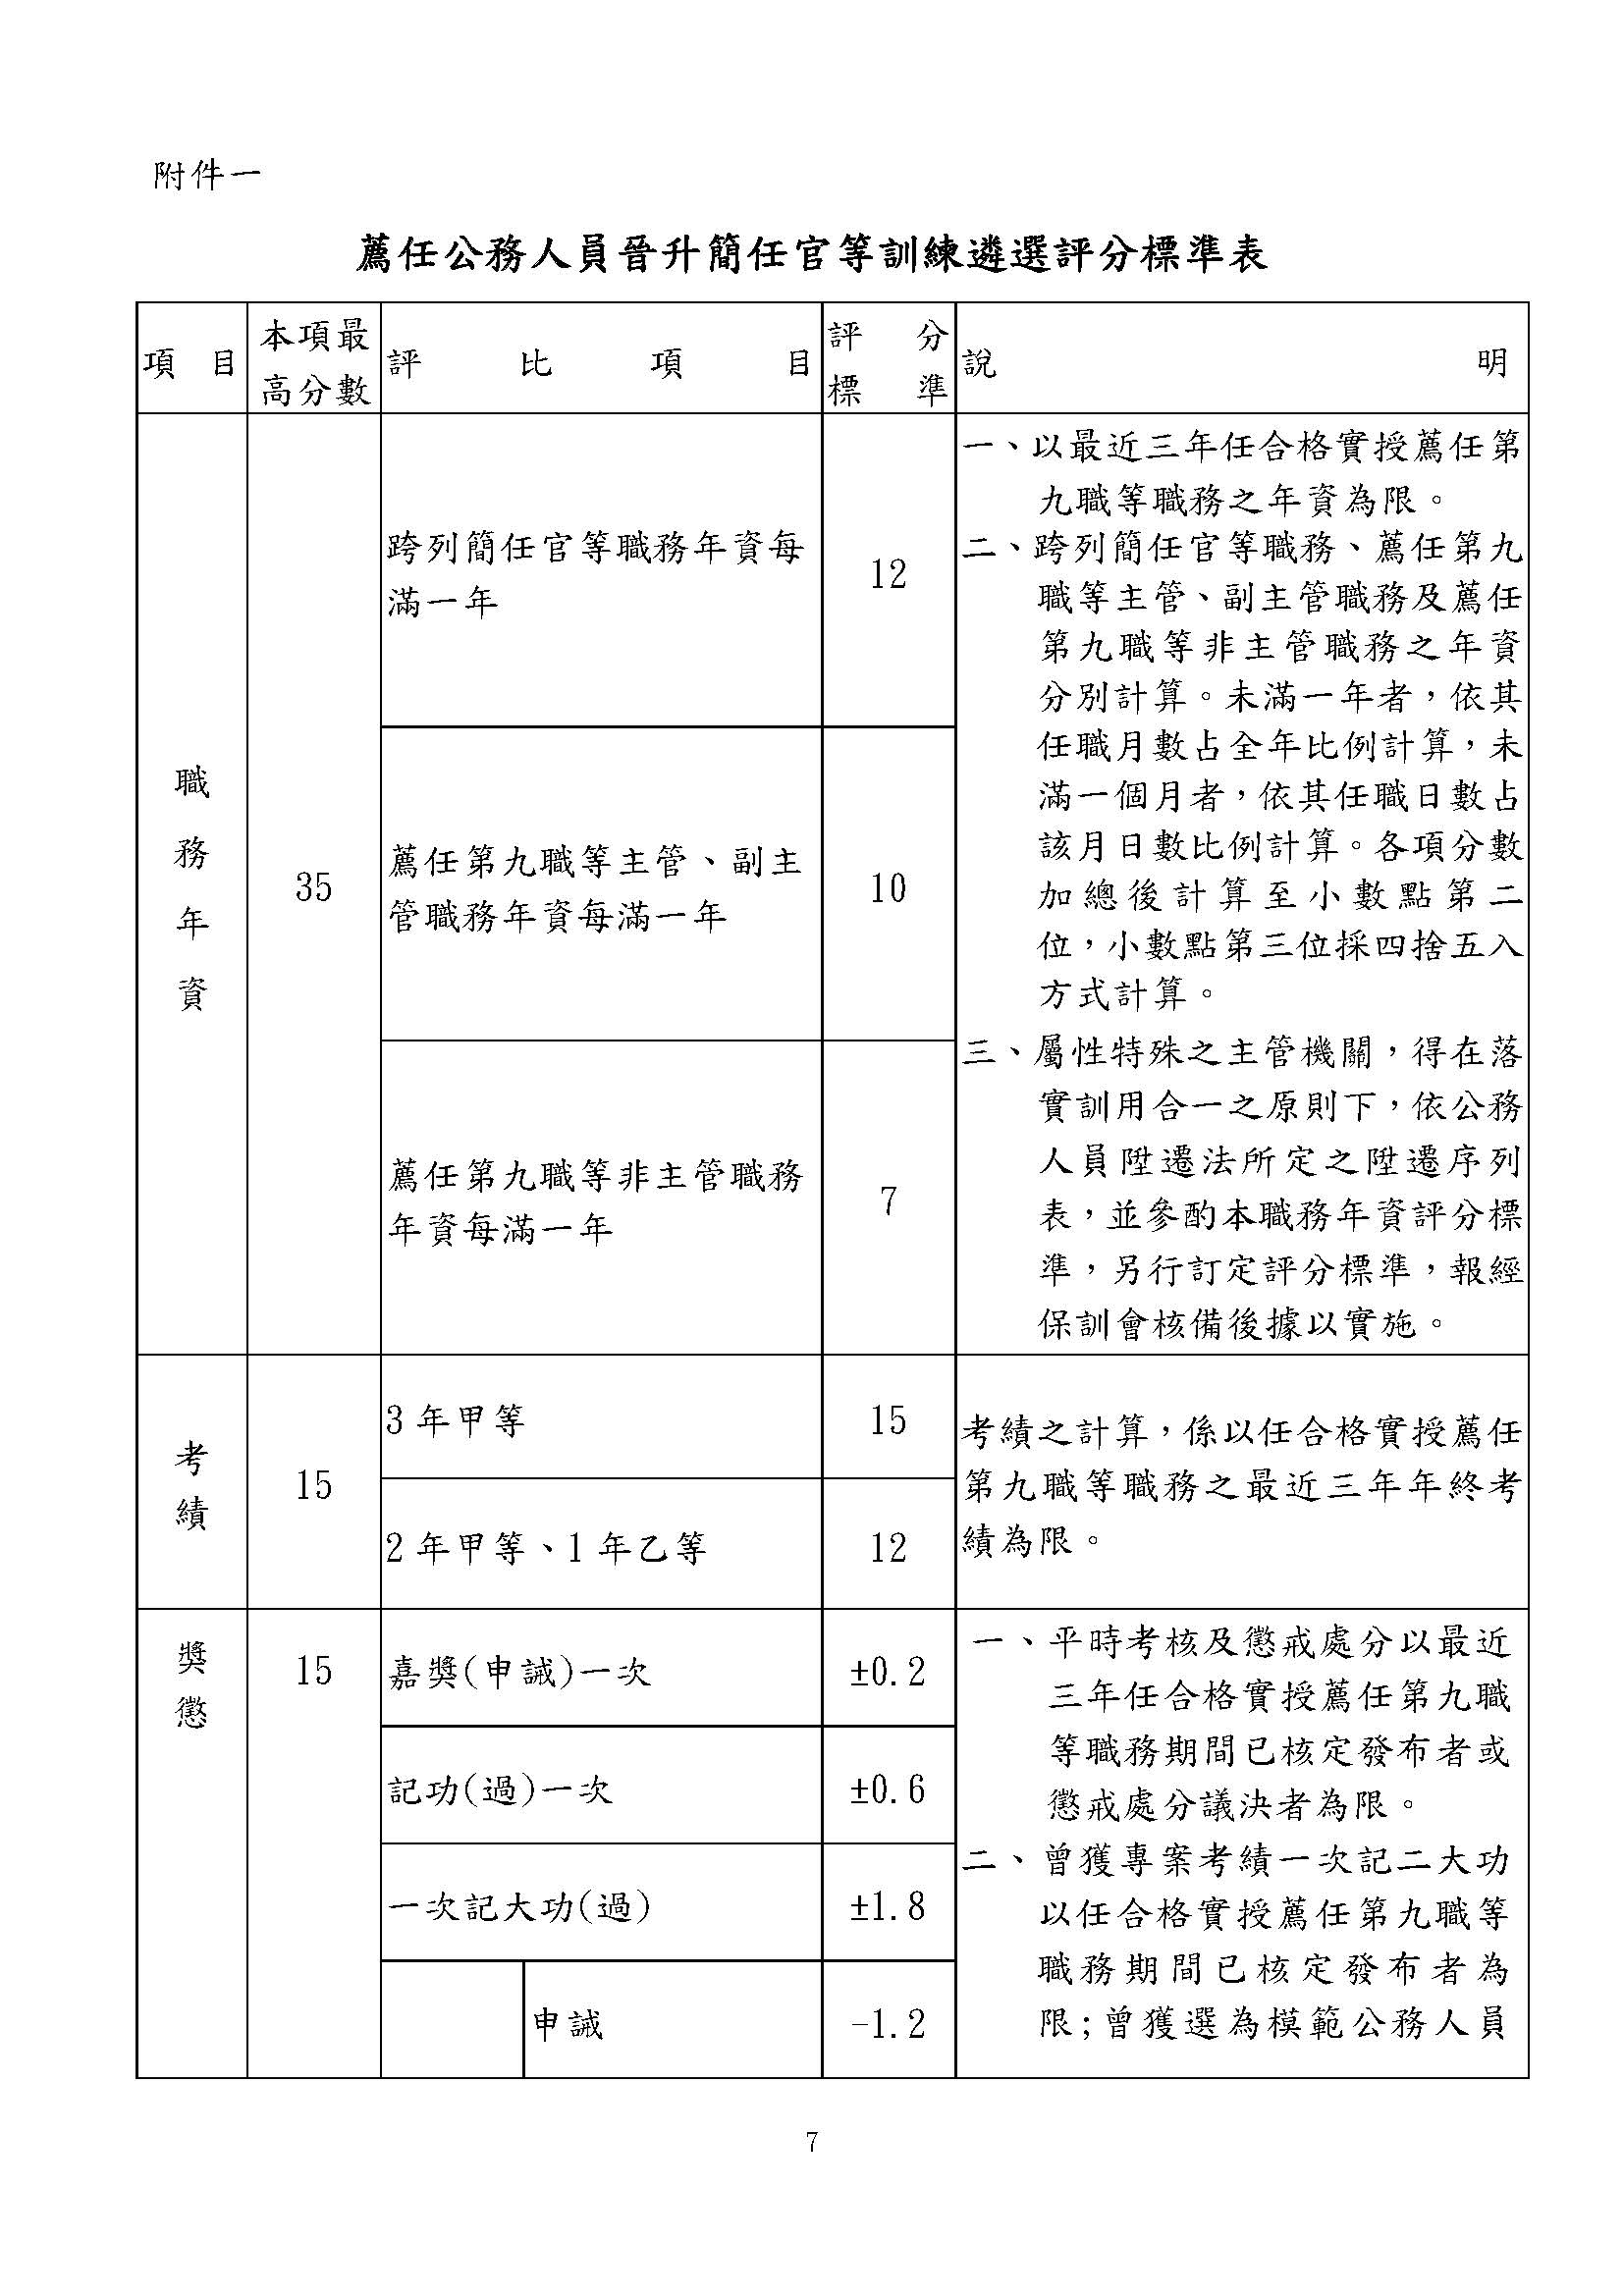 附件一
薦任公務人員晉升簡任官等訓練遴選評分標準表
項目
本項最
高分數
評比項目
評分
標準
說明
職
務
年
資
35
跨列簡任官等職務年資每
滿一年
12
薦任第九職等主管、副主
管職務年資每滿一年
10
薦任第九職等非主管職務
年資每滿一年
7
一、以最近三年任合格實授薦任第
九職等職務之年資為限。
二、跨列簡任官等職務、薦任第九
職等主管、副主管職務及薦任
第九職等非主管職務之年資
分別計算。未滿一年者，依其
任職月數占全年比例計算，未
滿一個月者，依其任職日數占
該月日數比例計算。各項分數
加總後計算至小數點第二
位，小數點第三位採四捨五入
方式計算。
三、屬性特殊之主管機關，得在落
實訓用合一之原則下，依公務
人員陞遷法所定之陞遷序列
表，並參酌本職務年資評分標
準，另行訂定評分標準，報經
保訓會核備後據以實施。
考
績
15
3 年甲等
15
2 年甲等、1 年乙等
12
考績之計算，係以任合格實授薦任
第九職等職務之最近三年年終考
績為限。
獎
懲
15
嘉獎(申誡)一次
±0.2
記功(過)一次
±0.6
一次記大功(過)
±1.8
申誡
-1.2
一、平時考核及懲戒處分以最近
三年任合格實授薦任第九職
等職務期間已核定發布者或
懲戒處分議決者為限。
二、曾獲專案考績一次記二大功
以任合格實授薦任第九職等
職務期間已核定發布者為
限;曾獲選為模範公務人員
7